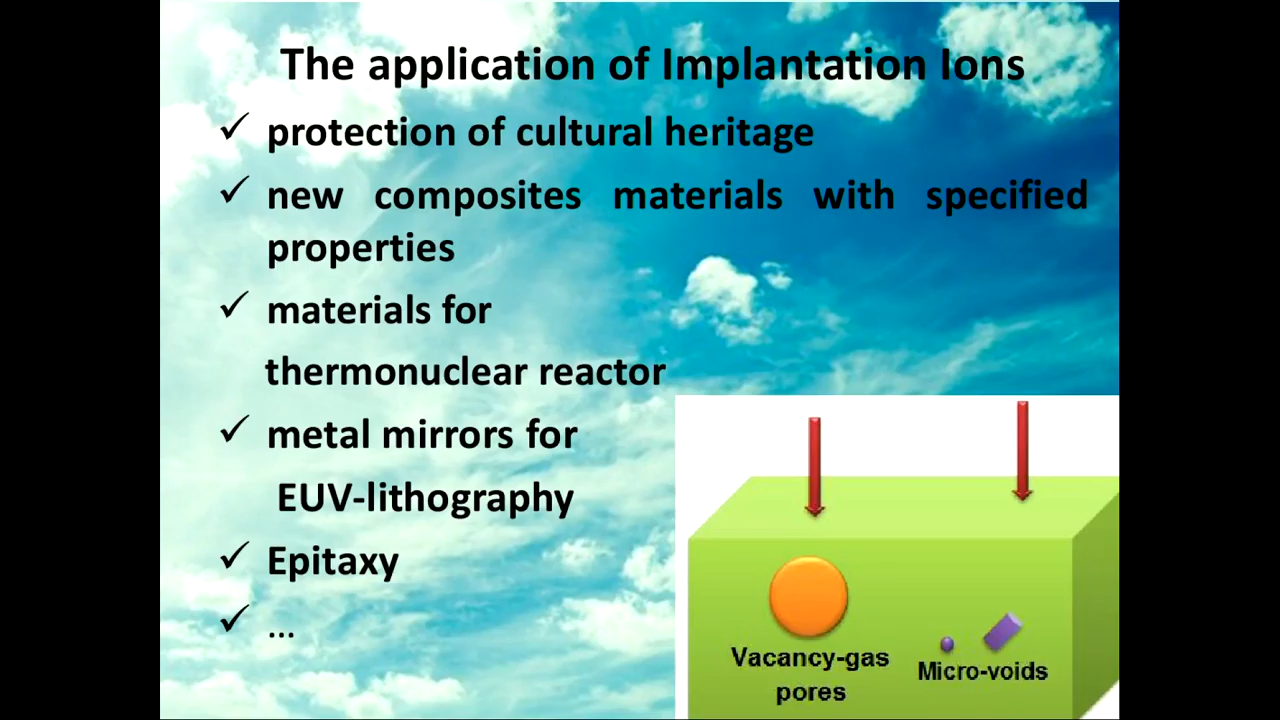 The application of Implantation Ions
✓ protection of cultural heritage
✓ new composites materials with specified
properties
✓ materials for
thermonuclear reactor
✓ metal mirrors for
EUV-lithography
✓ Epitaxy
✓ ...
Vacancy-gas
pores
Micro-voids